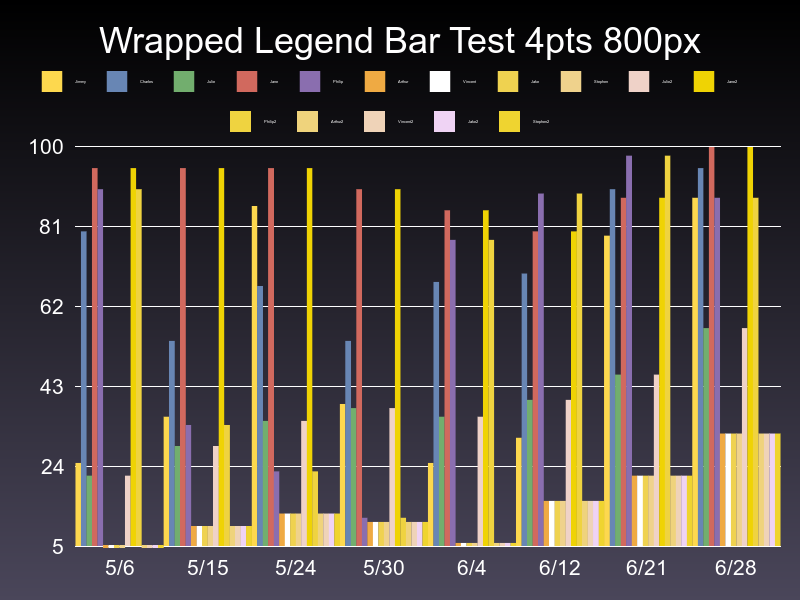 Wrapped Legend Bar Test 4pts 800px
Jimmy Charles Julie Jane Philip Arthur Vincent Jake Stephen Julie2 Jane2
Philip2 Arthur2 Vincent2 Jake2 Stephen2
100
81
62
43
24
5
5/6 5/15 5/24 5/30 6/4 6/12 6/21 6/28